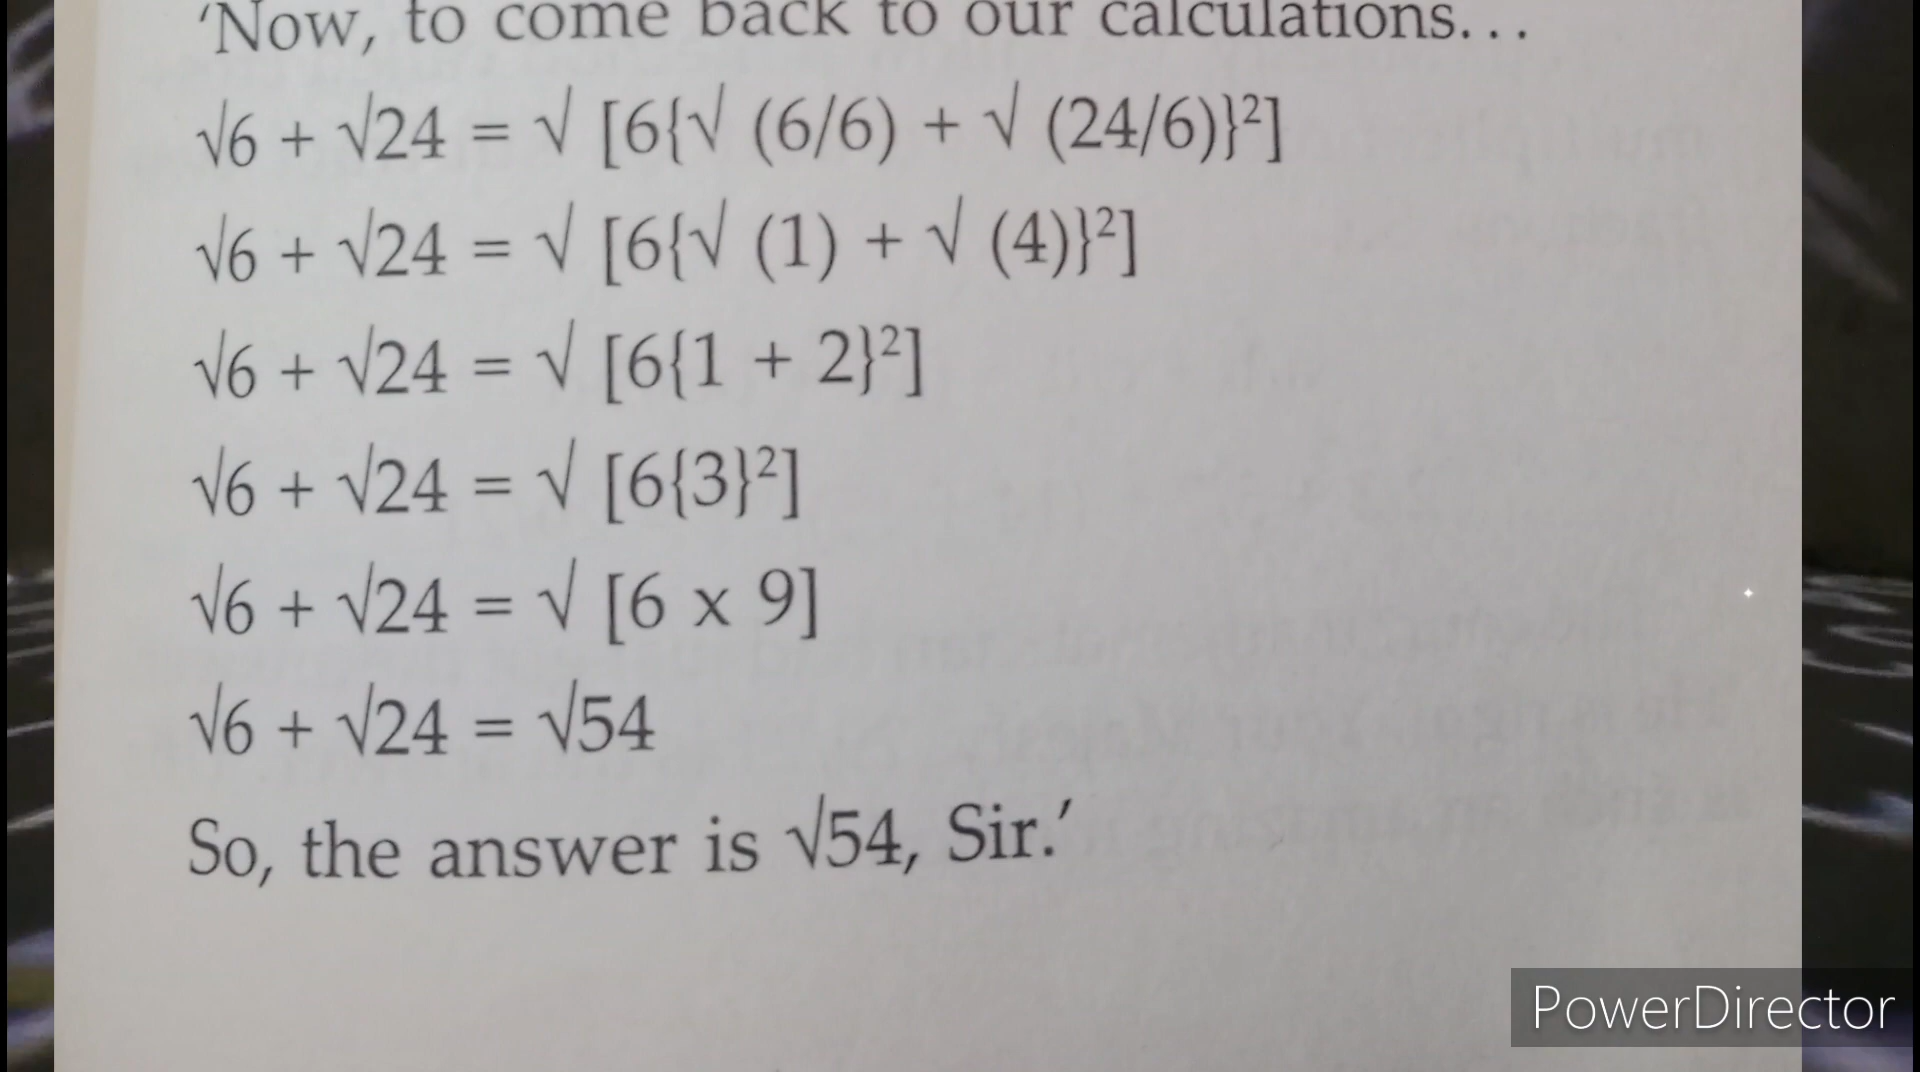 'Now, to come back to our calculations...
√6 + √24 = √ [6{√ (6/6) + √ (24/6)}²]
√6 + √24 = √ [6{√ (1) + √ (4)}²]
√6 + √24 = √ [6{1 + 2}²]
√6 + √24 = √ [6{3}²]
√6 + √24 = √ [6 x 9]
√6 + √24 = √54
So, the answer is √54, Sir.'
PowerDirector